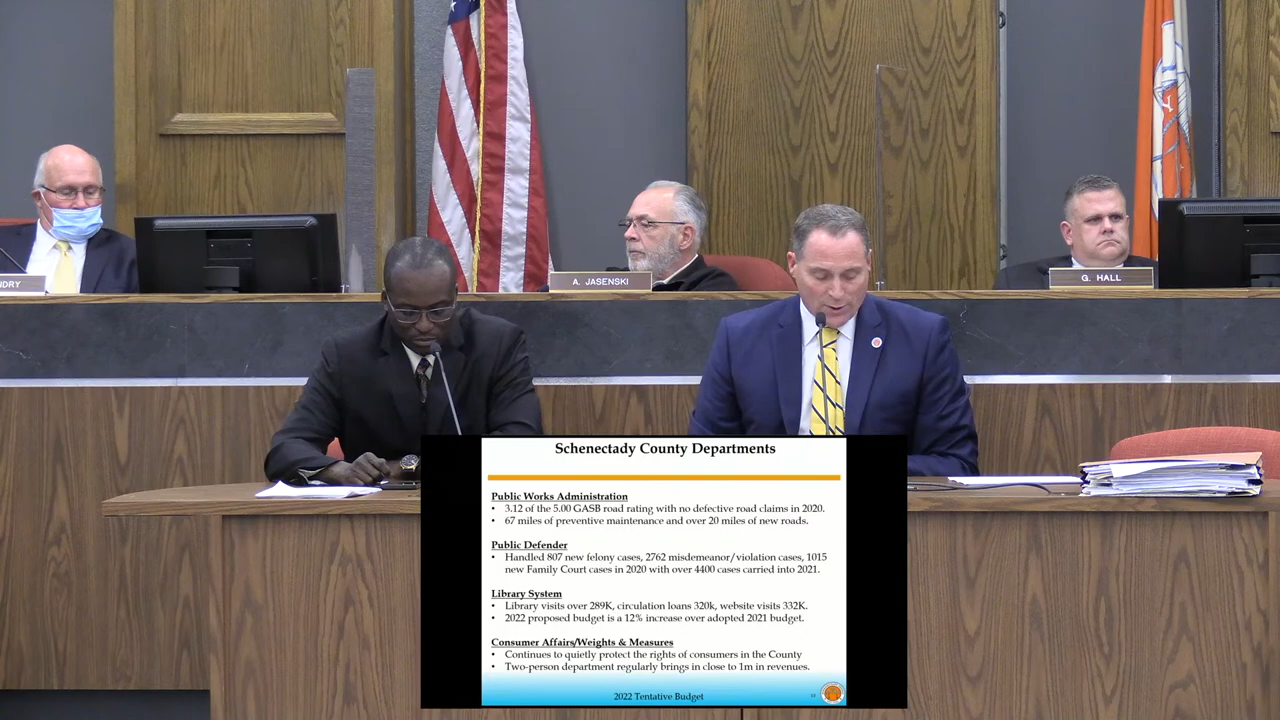 A. JASENSKI
G. HALL
Schenectady County Departments
Public Works Administration
• 3.12 of the 5.00 GASB road rating with no defective road claims in 2020.
• 67 miles of preventive maintenance and over 20 miles of new roads.
Public Defender
• Handled 807 new felony cases, 2762 misdemeanor/violation cases, 1015
new Family Court cases in 2020 with over 4400 cases carried into 2021.
Library System
• Library visits over 289K, circulation loans 320k, website visits 332K.
• 2022 proposed budget is a 12% increase over adopted 2021 budget.
Consumer Affairs/Weights & Measures
• Continues to quietly protect the rights of consumers in the County
• Two-person department regularly brings in close to 1m in revenues.
2022 Tentative Budget